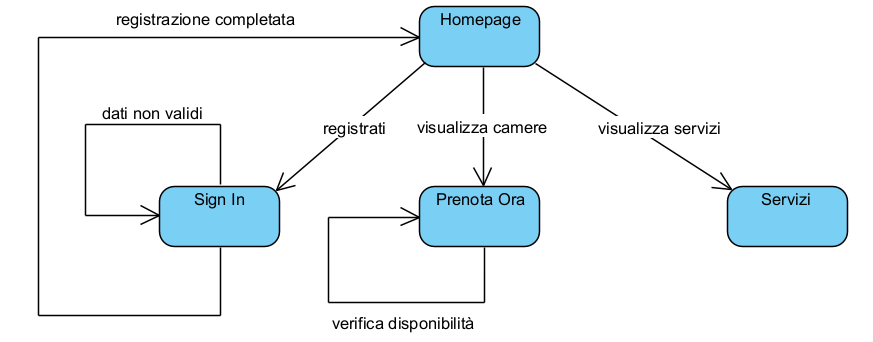 registrazione completata
Homepage
dati non validi
registrati
visualizza camere
visualizza servizi
Sign In
Prenota Ora
Servizi
verifica disponibilità